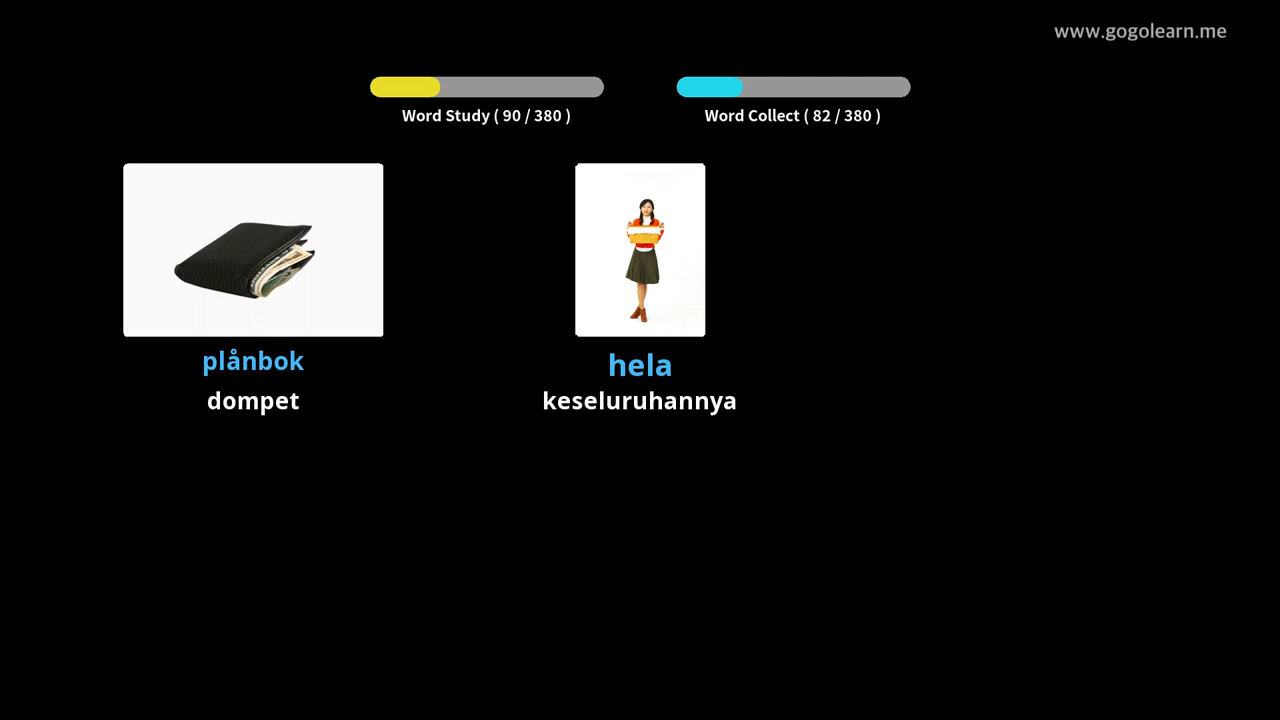 www.gogolearn.me
Word Study ( 90 / 380 )
Word Collect ( 82 / 380 )
plånbok
dompet
hela
keseluruhannya